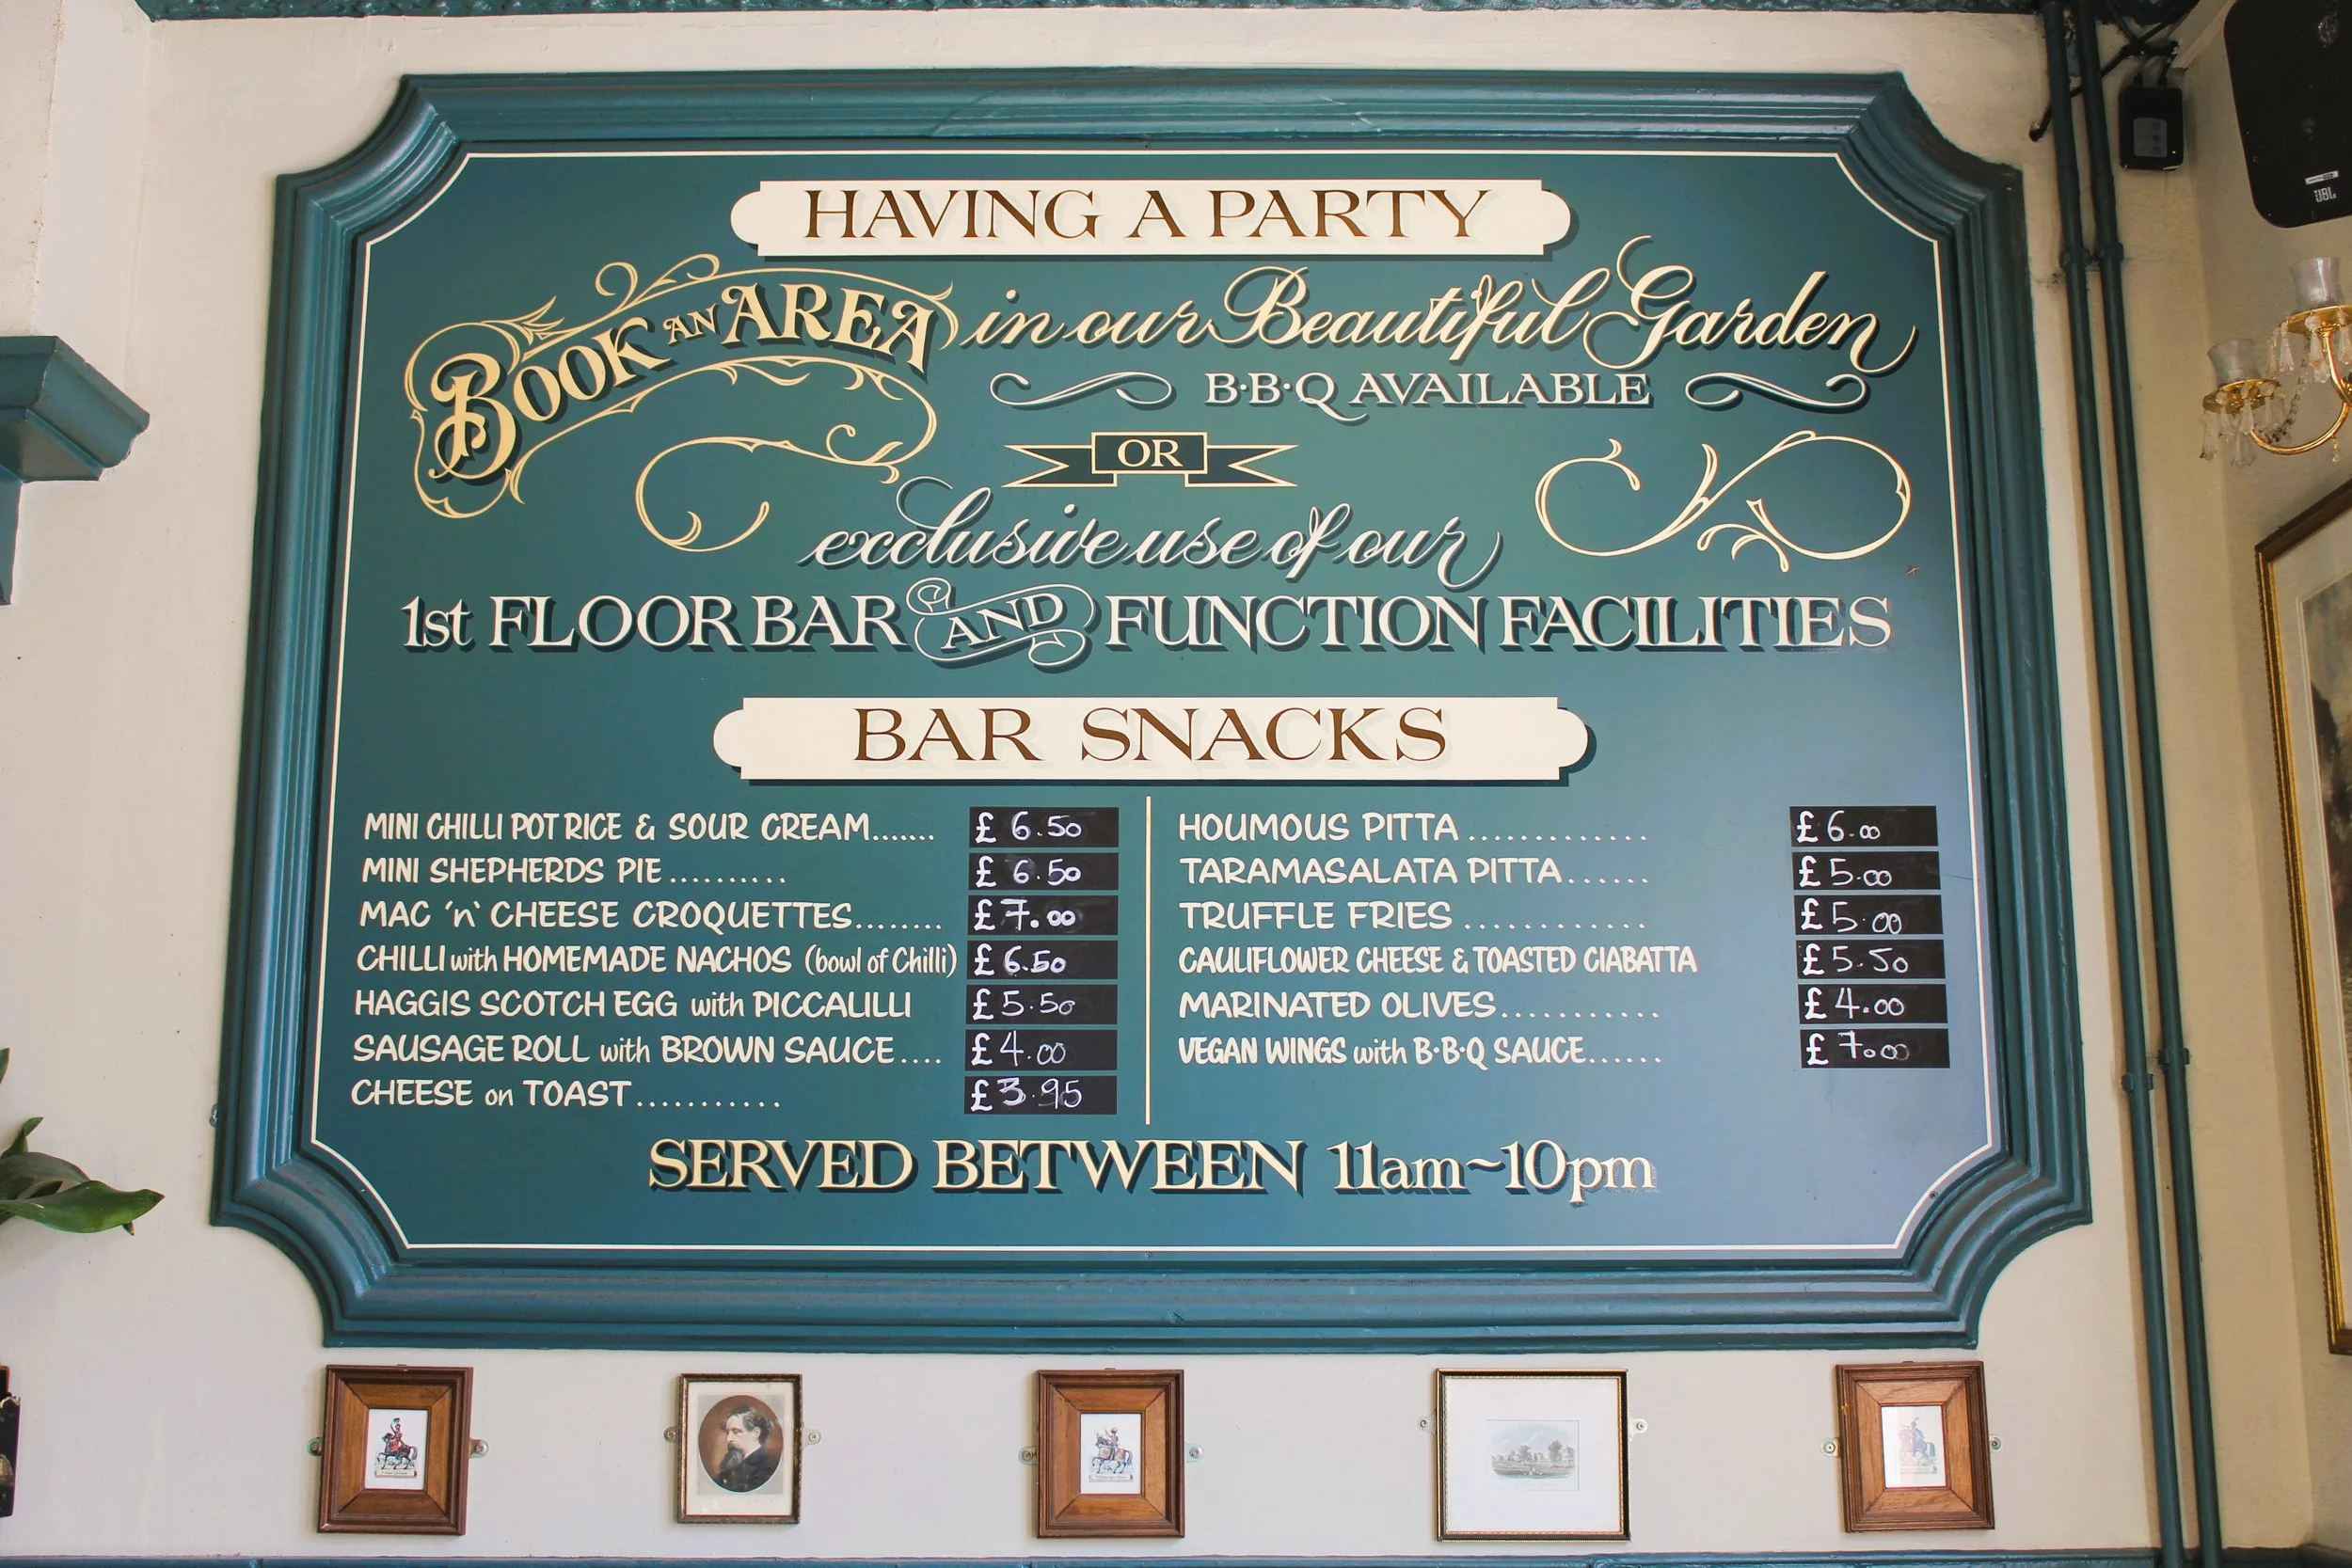 HAVING A PARTY
BOOK AN AREA in our Beautiful Garden
B·B·Q AVAILABLE
OR
exclusive use of our
1st FLOOR BAR AND FUNCTION FACILITIES
BAR SNACKS
MINI CHILLI POT RICE & SOUR CREAM....... £ 6.50
MINI SHEPHERDS PIE .......... £ 6.50
MAC 'n' CHEESE CROQUETTES........ £ 7.00
CHILLI with HOMEMADE NACHOS (bowl of Chilli) £ 6.50
HAGGIS SCOTCH EGG with PICCALILLI £ 5.50
SAUSAGE ROLL with BROWN SAUCE.... £ 4.00
CHEESE on TOAST........... £ 3.95
HOUMOUS PITTA ............. £ 6.00
TARAMASALATA PITTA...... £ 5.00
TRUFFLE FRIES ............ £ 5.00
CAULIFLOWER CHEESE & TOASTED CIABATTA £ 5.50
MARINATED OLIVES........... £ 4.00
VEGAN WINGS with B·B·Q SAUCE...... £ 7.00
SERVED BETWEEN 11am~10pm
JBL